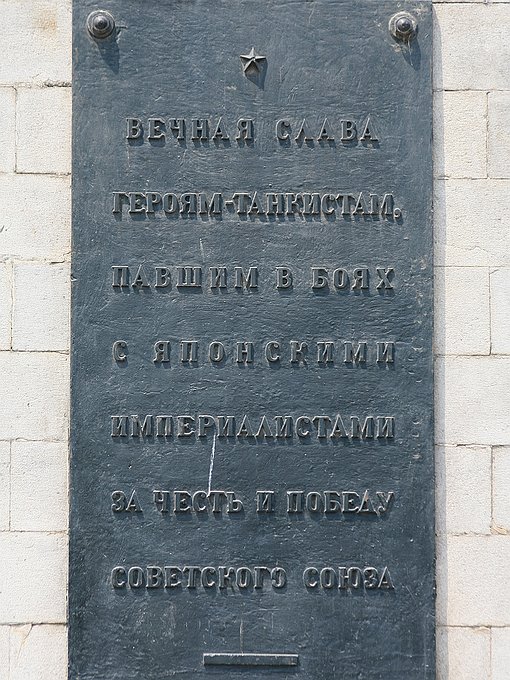 ВЕЧНАЯ СЛАВА
ГЕРОЯМ-ТАНКИСТАМ,
ПАВШИМ В БОЯХ
С ЯПОНСКИМИ
ИМПЕРИАЛИСТАМИ
ЗА ЧЕСТЬ И ПОБЕДУ
СОВЕТСКОГО СОЮЗА